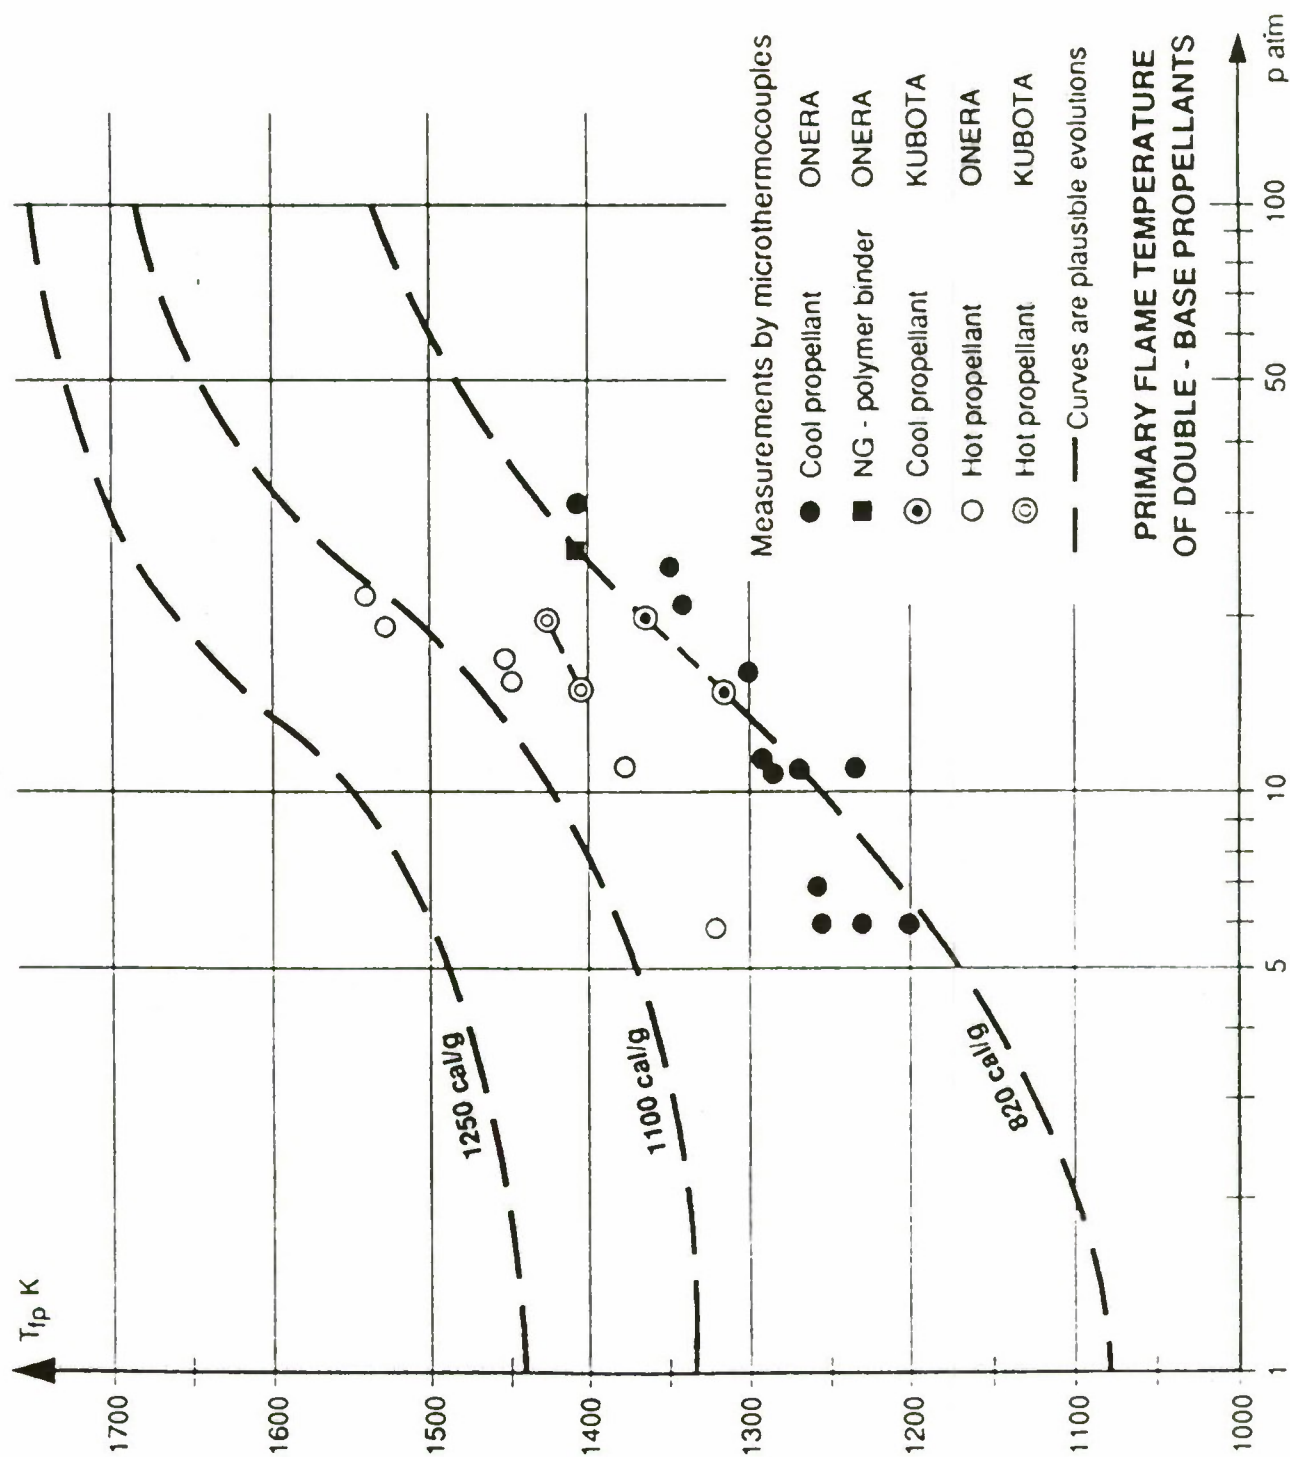 T_fp K
1700
1600
1500
1400
1300
1200
1100
1000
1250 cal/g
1100 cal/g
820 cal/g
1
5
10
50
100
p atm
Measurements by microthermocouples
Cool propellant ONERA
NG - polymer binder ONERA
Cool propellant KUBOTA
Hot propellant ONERA
Hot propellant KUBOTA
Curves are plausible evolutions
PRIMARY FLAME TEMPERATURE
OF DOUBLE - BASE PROPELLANTS